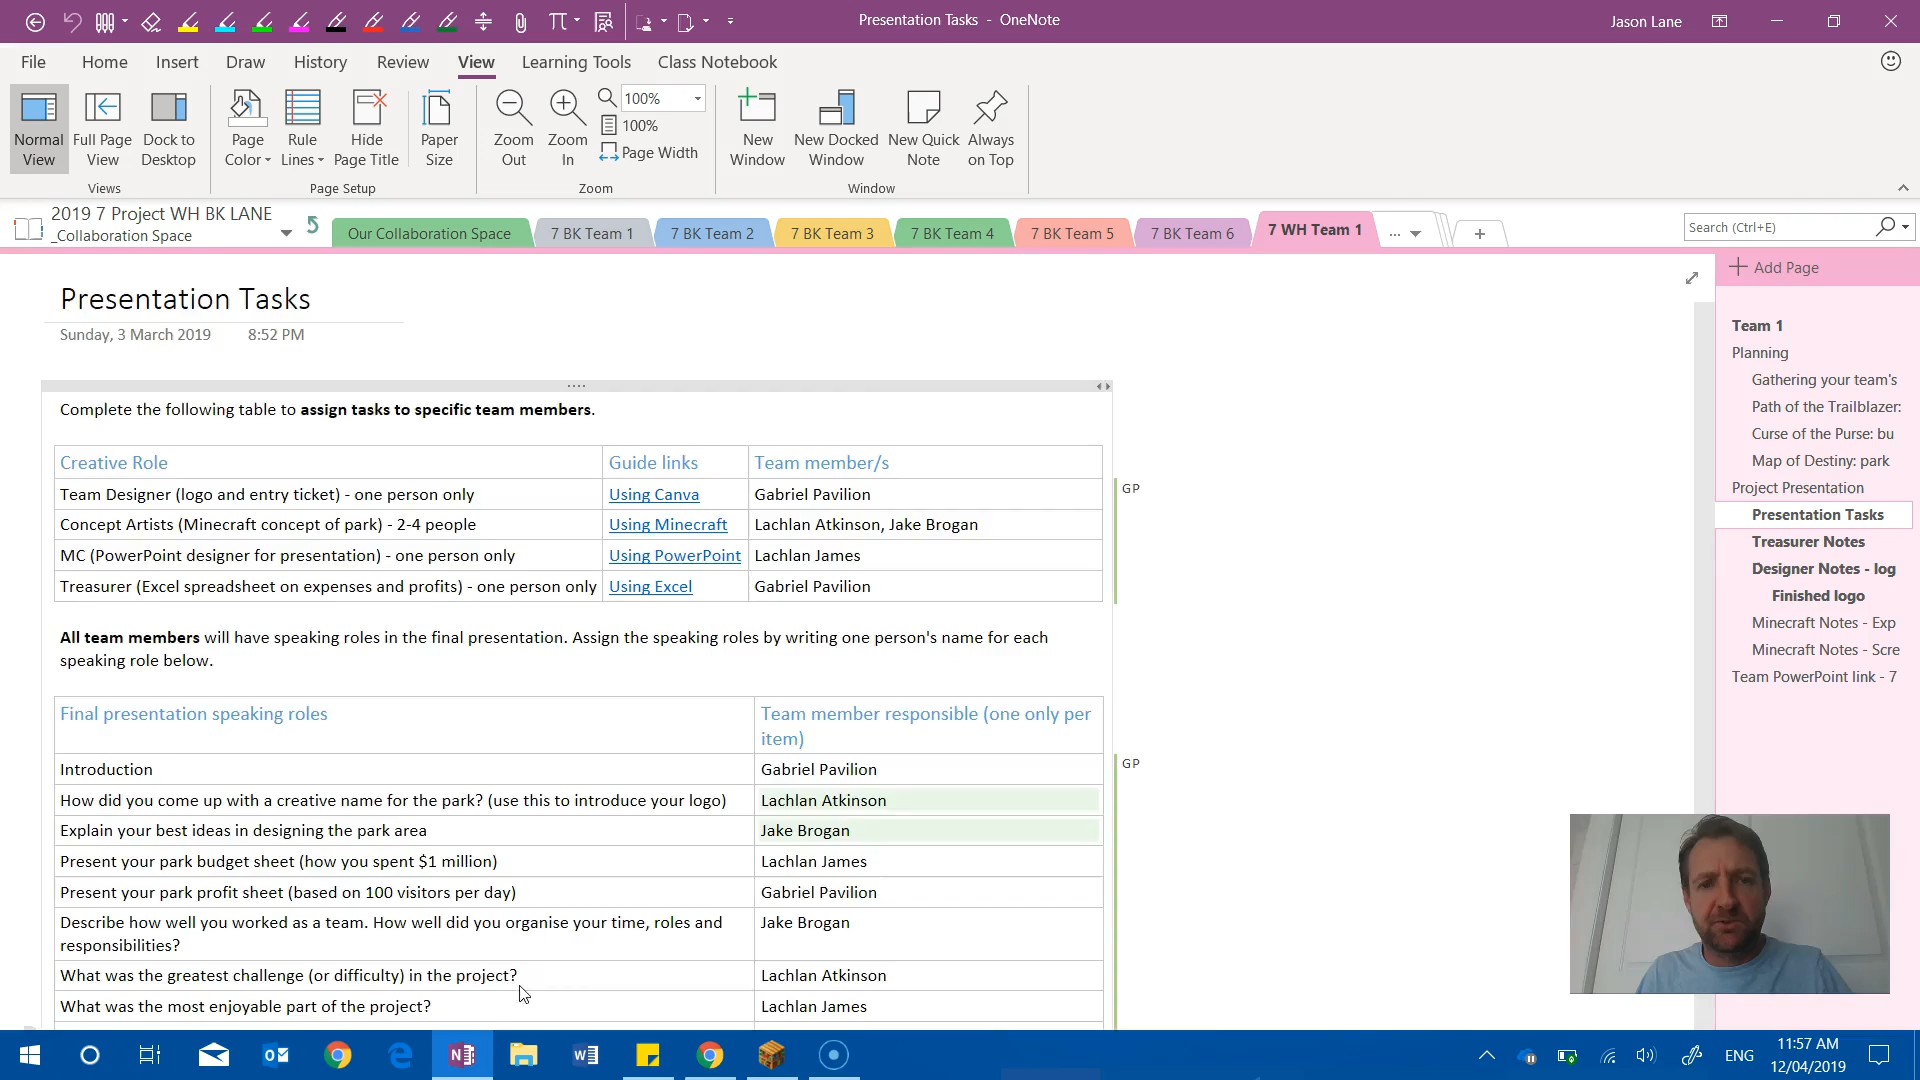 Presentation Tasks - OneNote
Jason Lane
File Home Insert Draw History Review View Learning Tools Class Notebook
Normal View
Full Page View
Dock to Desktop
Page Color
Rule Lines
Hide Page Title
Paper Size
Zoom Out
Zoom In
100%
100%
Page Width
New Window
New Docked Window
New Quick Note
Always on Top
Views
Page Setup
Zoom
Window
2019 7 Project WH BK LANE
_Collaboration Space
Our Collaboration Space
7 BK Team 1
7 BK Team 2
7 BK Team 3
7 BK Team 4
7 BK Team 5
7 BK Team 6
7 WH Team 1
...
Search (Ctrl+E)
Presentation Tasks
Sunday, 3 March 2019 8:52 PM
Complete the following table to assign tasks to specific team members.
Creative Role Guide links Team member/s
Team Designer (logo and entry ticket) - one person only Using Canva Gabriel Pavilion
GP
Concept Artists (Minecraft concept of park) - 2-4 people Using Minecraft Lachlan Atkinson, Jake Brogan
MC (PowerPoint designer for presentation) - one person only Using PowerPoint Lachlan James
Treasurer (Excel spreadsheet on expenses and profits) - one person only Using Excel Gabriel Pavilion
All team members will have speaking roles in the final presentation. Assign the speaking roles by writing one person's name for each
speaking role below.
Final presentation speaking roles Team member responsible (one only per
item)
Introduction Gabriel Pavilion
GP
How did you come up with a creative name for the park? (use this to introduce your logo) Lachlan Atkinson
Explain your best ideas in designing the park area Jake Brogan
Present your park budget sheet (how you spent $1 million) Lachlan James
Present your park profit sheet (based on 100 visitors per day) Gabriel Pavilion
Describe how well you worked as a team. How well did you organise your time, roles and Jake Brogan
responsibilities?
What was the greatest challenge (or difficulty) in the project? Lachlan Atkinson
What was the most enjoyable part of the project? Lachlan James
Add Page
Team 1
Planning
Gathering your team's
Path of the Trailblazer:
Curse of the Purse: bu
Map of Destiny: park
Project Presentation
Presentation Tasks
Treasurer Notes
Designer Notes - log
Finished logo
Minecraft Notes - Exp
Minecraft Notes - Scre
Team PowerPoint link - 7
ENG
11:57 AM
12/04/2019